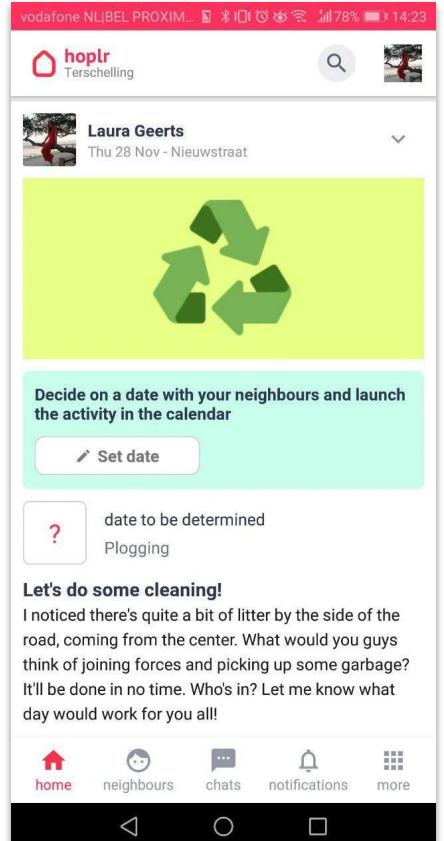 vodafone NL|BEL PROXIM... 78% 14:23
hoplr
Terschelling
Laura Geerts
Thu 28 Nov - Nieuwstraat
Decide on a date with your neighbours and launch
the activity in the calendar
Set date
?
date to be determined
Plogging
Let's do some cleaning!
I noticed there's quite a bit of litter by the side of the
road, coming from the center. What would you guys
think of joining forces and picking up some garbage?
It'll be done in no time. Who's in? Let me know what
day would work for you all!
home neighbours chats notifications more